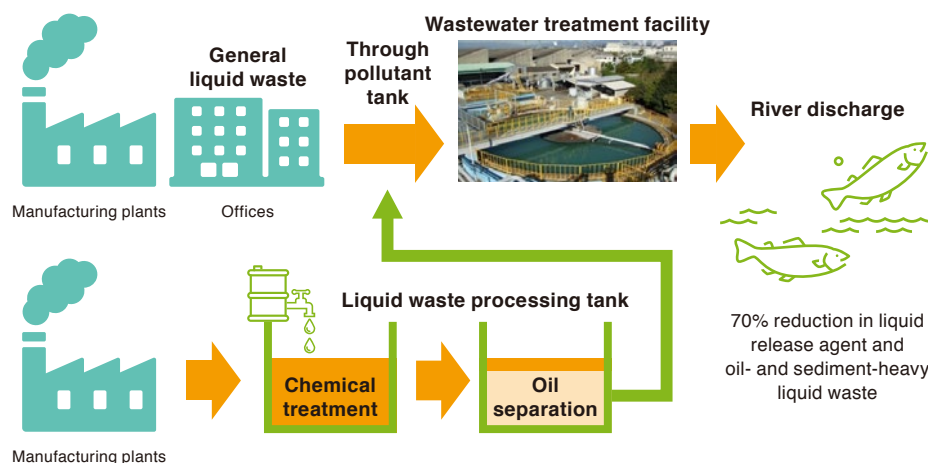 Wastewater treatment facility
General
liquid waste
Through
pollutant
tank
River discharge
Manufacturing plants
Offices
Liquid waste processing tank
Chemical
treatment
Oil
separation
70% reduction in liquid
release agent and
oil- and sediment-heavy
liquid waste
Manufacturing plants